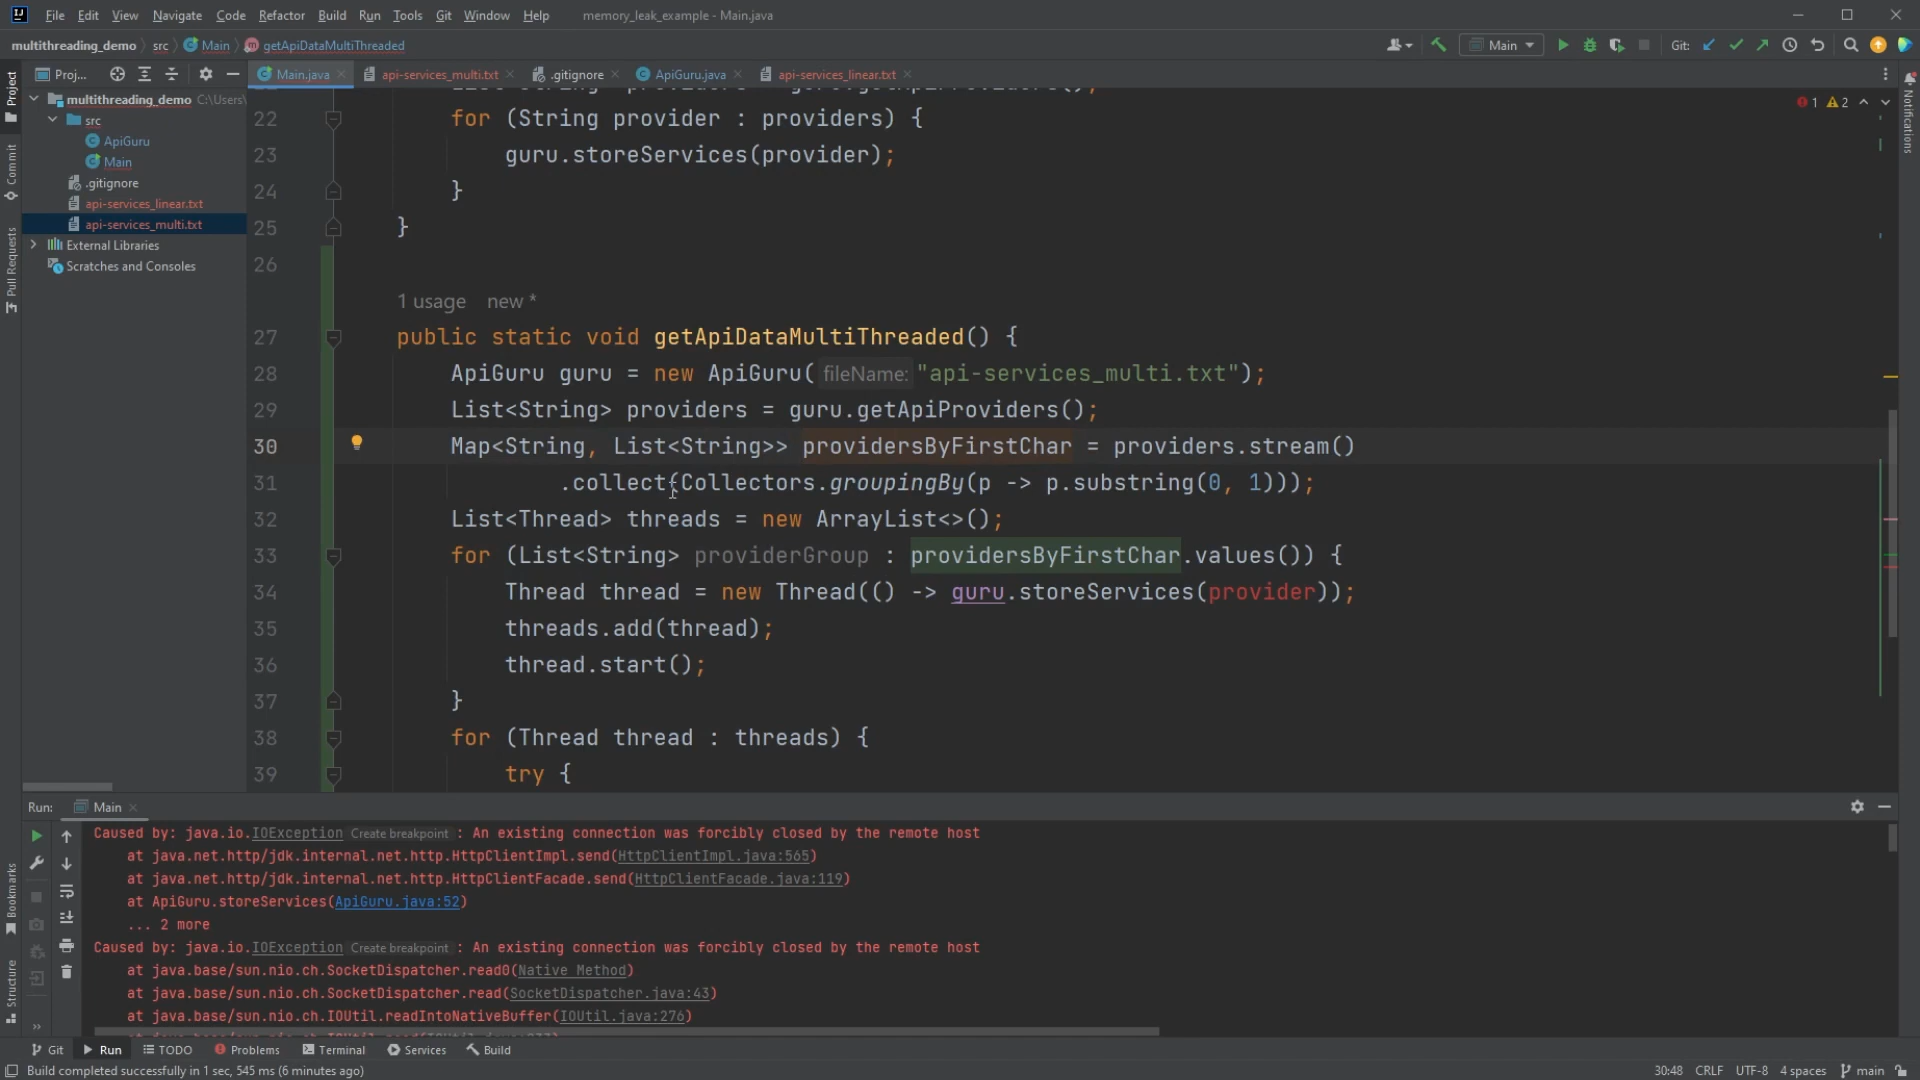 File Edit View Navigate Code Refactor Build Run Tools Git Window Help memory_leak_example - Main.java
multithreading_demo src Main getApiDataMultiThreaded Main Git:
Proj... Main.java api-services_multi.txt .gitignore ApiGuru.java api-services_linear.txt
Project
Commit
Pull Requests
Bookmarks
Structure
Notifications
multithreading_demo C:\Users\
src
ApiGuru
Main
.gitignore
api-services_linear.txt
api-services_multi.txt
External Libraries
Scratches and Consoles
1 2
22 for (String provider : providers) {
23 guru.storeServices(provider);
24 }
25 }
26
1 usage new *
27 public static void getApiDataMultiThreaded() {
28 ApiGuru guru = new ApiGuru( fileName: "api-services_multi.txt");
29 List<String> providers = guru.getApiProviders();
30 Map<String, List<String>> providersByFirstChar = providers.stream()
31 .collect(Collectors.groupingBy(p -> p.substring(0, 1)));
32 List<Thread> threads = new ArrayList<>();
33 for (List<String> providerGroup : providersByFirstChar.values()) {
34 Thread thread = new Thread(() -> guru.storeServices(provider));
35 threads.add(thread);
36 thread.start();
37 }
38 for (Thread thread : threads) {
39 try {
Run: Main
Caused by: java.io.IOException Create breakpoint : An existing connection was forcibly closed by the remote host
at java.net.http/jdk.internal.net.http.HttpClientImpl.send(HttpClientImpl.java:565)
at java.net.http/jdk.internal.net.http.HttpClientFacade.send(HttpClientFacade.java:119)
at ApiGuru.storeServices(ApiGuru.java:52)
... 2 more
Caused by: java.io.IOException Create breakpoint : An existing connection was forcibly closed by the remote host
at java.base/sun.nio.ch.SocketDispatcher.read0(Native Method)
at java.base/sun.nio.ch.SocketDispatcher.read(SocketDispatcher.java:43)
at java.base/sun.nio.ch.IOUtil.readIntoNativeBuffer(IOUtil.java:276)
Git Run TODO Problems Terminal Services Build
Build completed successfully in 1 sec, 545 ms (6 minutes ago) 30:48 CRLF UTF-8 4 spaces main